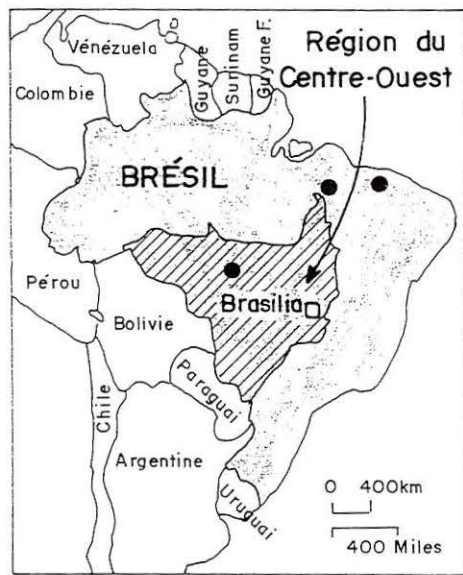 Vénézuela
Guyane
Surinam
Guyane F.
Région du
Centre-Ouest
Colombie
BRÉSIL
Pérou
Brasilia
Bolivie
Paraguai
Chile
Argentine
Uruguai
0 400km
400 Miles